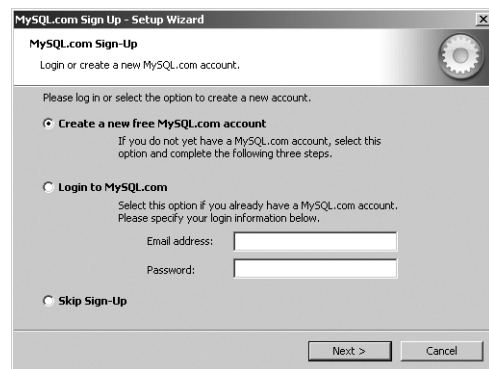 MySQL.com Sign Up - Setup Wizard
MySQL.com Sign-Up
Login or create a new MySQL.com account.
Please log in or select the option to create a new account.
Create a new free MySQL.com account
If you do not yet have a MySQL.com account, select this
option and complete the following three steps.
Login to MySQL.com
Select this option if you already have a MySQL.com account.
Please specify your login information below.
Email address:
Password:
Skip Sign-Up
Next >
Cancel